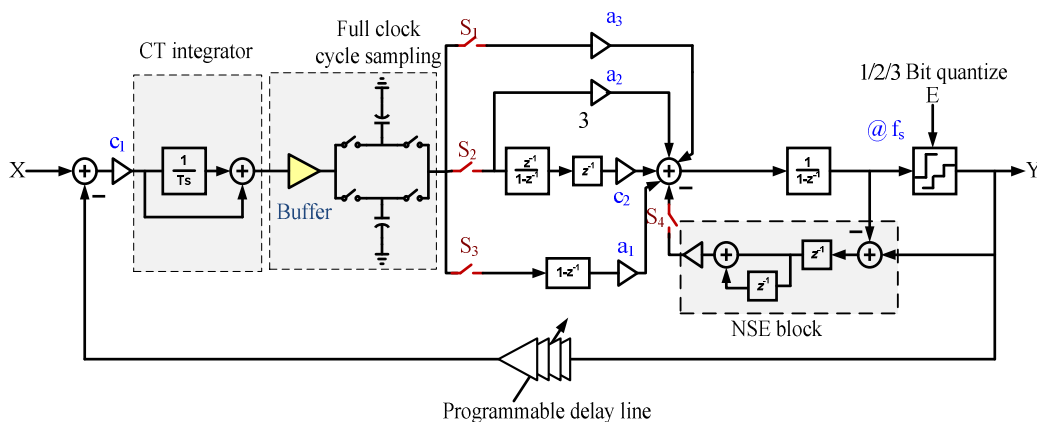 Full clock
cycle sampling
CT integrator
S1
a3
a2
3
1/2/3 Bit quantize
E
@ fs
X
c1
1
Ts
Buffer
S2
z-1
1-z-1
z-1
c2
1
1-z-1
Y
S4
S3
1-z-1
a1
z-1
z-1
NSE block
Programmable delay line